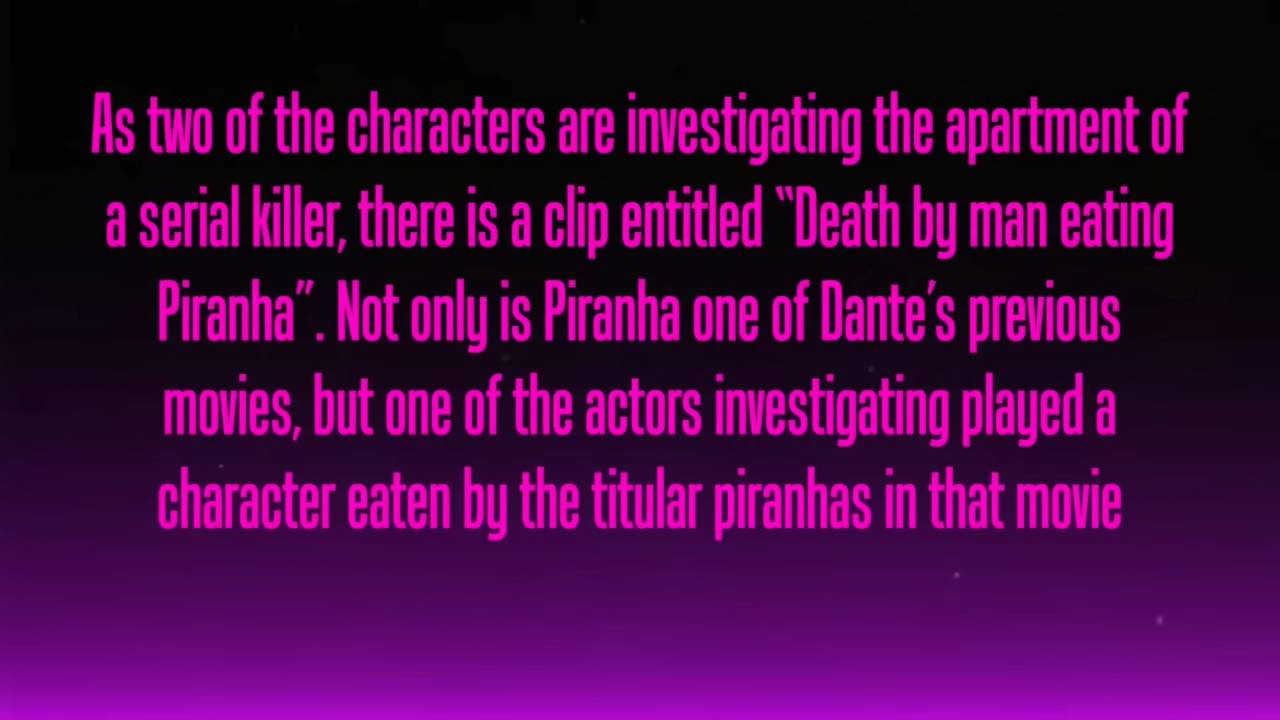 As two of the characters are investigating the apartment of
a serial killer, there is a clip entitled “Death by man eating
Piranha”. Not only is Piranha one of Dante’s previous
movies, but one of the actors investigating played a
character eaten by the titular piranhas in that movie